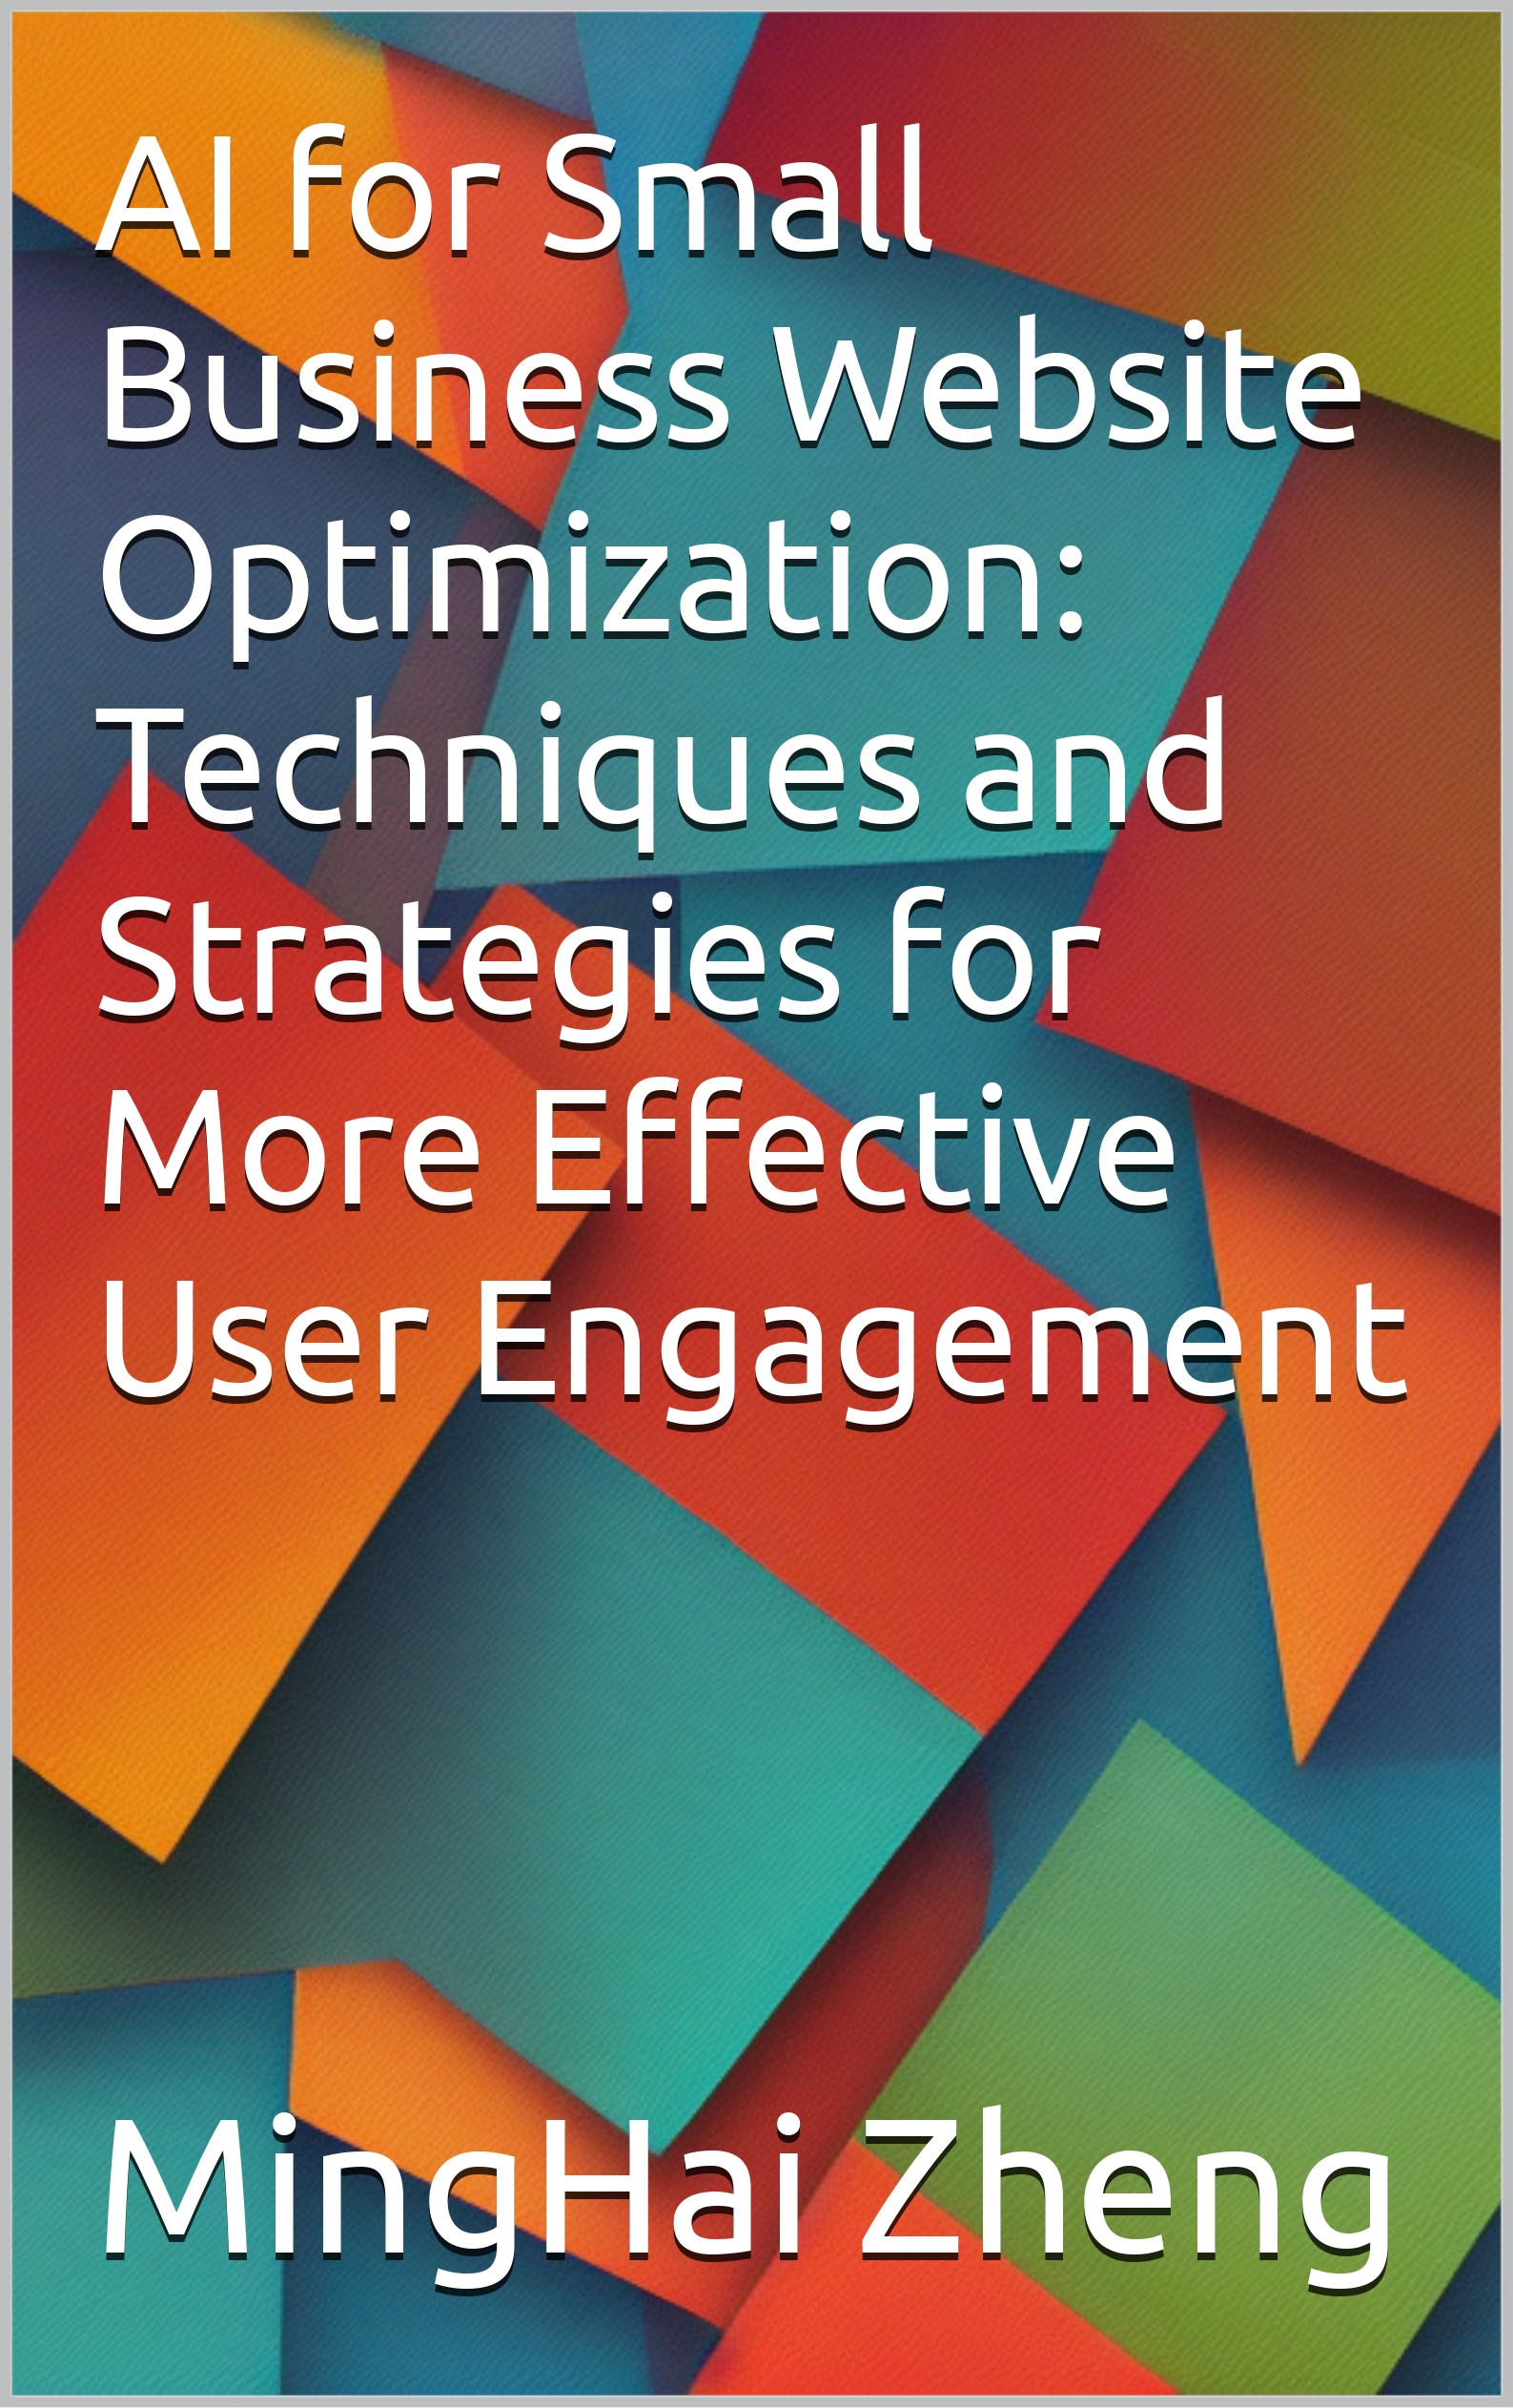 AI for Small
Business Website
Optimization:
Techniques and
Strategies for
More Effective
User Engagement
MingHai Zheng